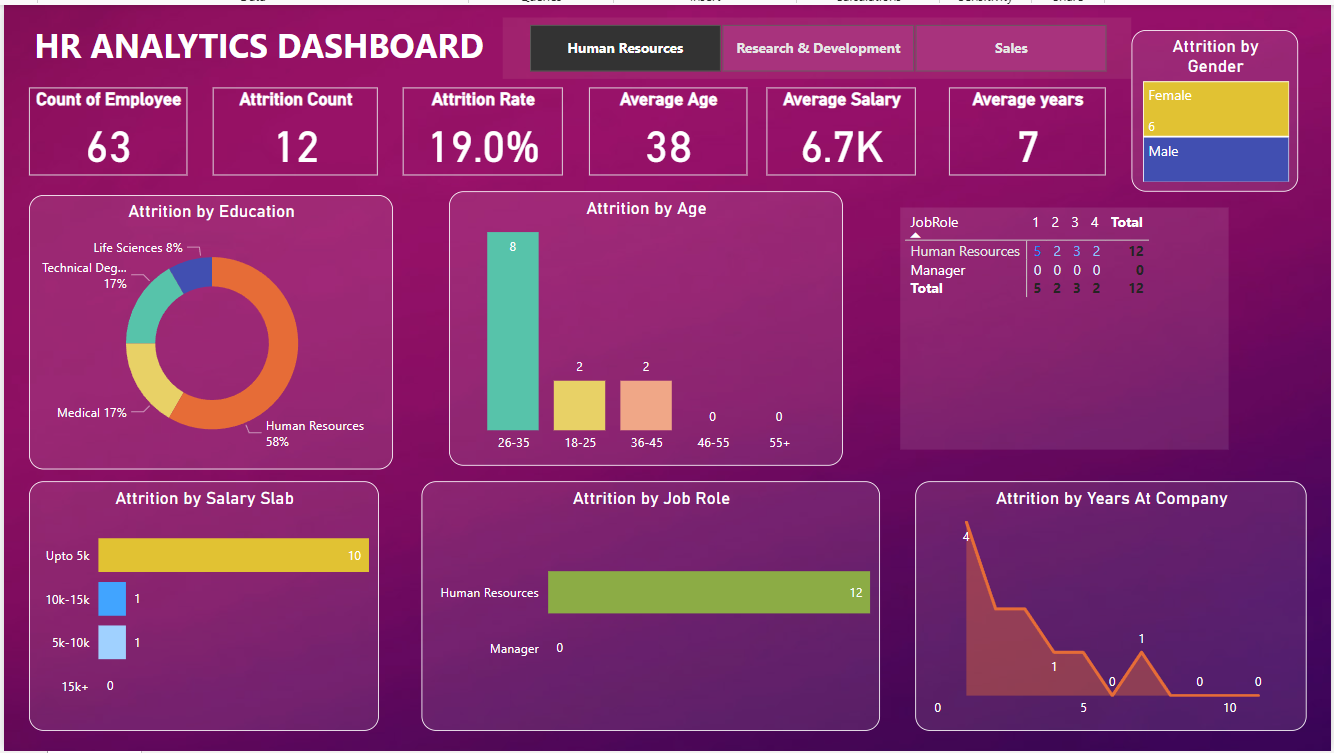 HR ANALYTICS DASHBOARD
Human Resources
Research & Development
Sales
Attrition by
Gender
Female
6
Male
Count of Employee
63
Attrition Count
12
Attrition Rate
19.0%
Average Age
38
Average Salary
6.7K
Average years
7
Attrition by Education
Life Sciences 8%
Technical Deg...
17%
Medical 17%
Human Resources
58%
Attrition by Age
8
2
2
0
0
26-35
18-25
36-45
46-55
55+
JobRole 1 2 3 4 Total
Human Resources 5 2 3 2 12
Manager 0 0 0 0 0
Total 5 2 3 2 12
Attrition by Salary Slab
Upto 5k 10
10k-15k 1
5k-10k 1
15k+ 0
Attrition by Job Role
Human Resources 12
Manager 0
Attrition by Years At Company
4
1
0
1
0
0
0
5
10